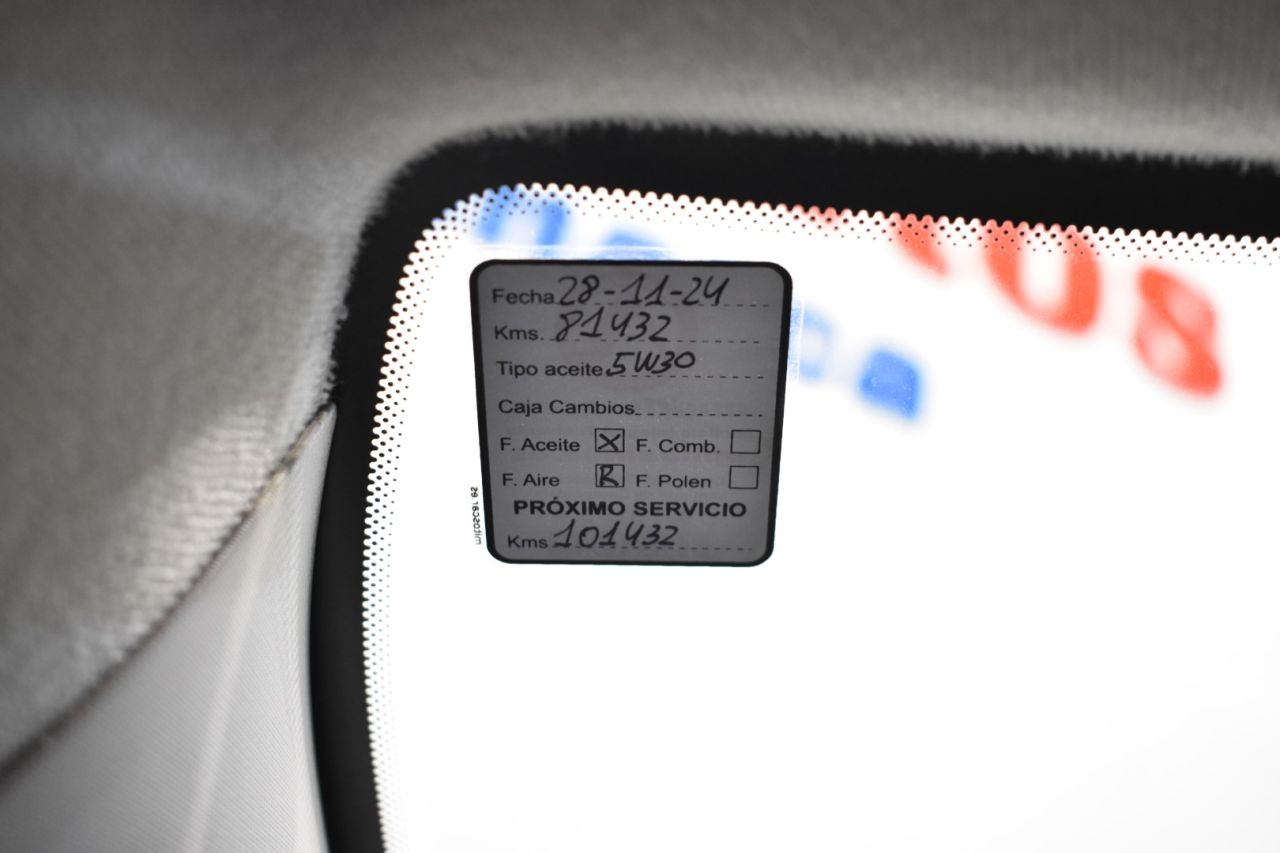 Fecha 28-11-24
Kms. 81432
Tipo aceite 5W30
Caja Cambios
F. Aceite X F. Comb.
F. Aire R F. Polen
PRÓXIMO SERVICIO
Kms 101432